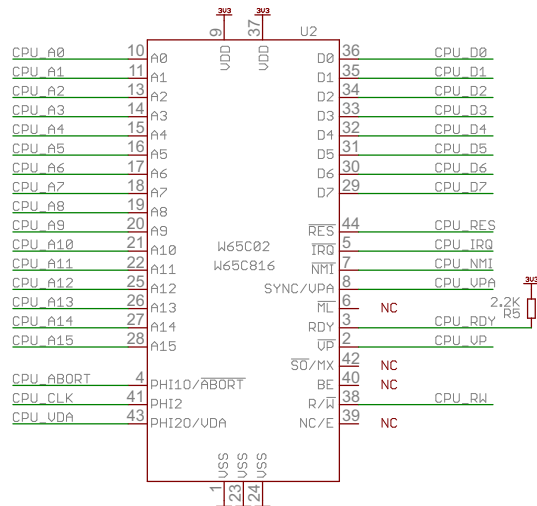 3V3 3V3
U2
9 37
VDD VDD
CPU_A0 10 A0 D0 36 CPU_D0
CPU_A1 11 A1 D1 35 CPU_D1
CPU_A2 13 A2 D2 34 CPU_D2
CPU_A3 14 A3 D3 33 CPU_D3
CPU_A4 15 A4 D4 32 CPU_D4
CPU_A5 16 A5 D5 31 CPU_D5
CPU_A6 17 A6 D6 30 CPU_D6
CPU_A7 18 A7 D7 29 CPU_D7
CPU_A8 19 A8
CPU_A9 20 A9 RES 44 CPU_RES
CPU_A10 21 A10 W65C02 IRQ 5 CPU_IRQ
CPU_A11 22 A11 W65C816 NMI 7 CPU_NMI
CPU_A12 25 A12 SYNC/VPA 8 CPU_VPA 3V3
CPU_A13 26 A13 ML 6 NC 2.2K
CPU_A14 27 A14 RDY 3 CPU_RDY R5
CPU_A15 28 A15 VP 2 CPU_VP
SO/MX 42 NC
CPU_ABORT 4 PHI1O/ABORT BE 40 NC
CPU_CLK 41 PHI2 R/W 38 CPU_RW
CPU_VDA 43 PHI2O/VDA NC/E 39 NC
VSS VSS VSS
1 23 24